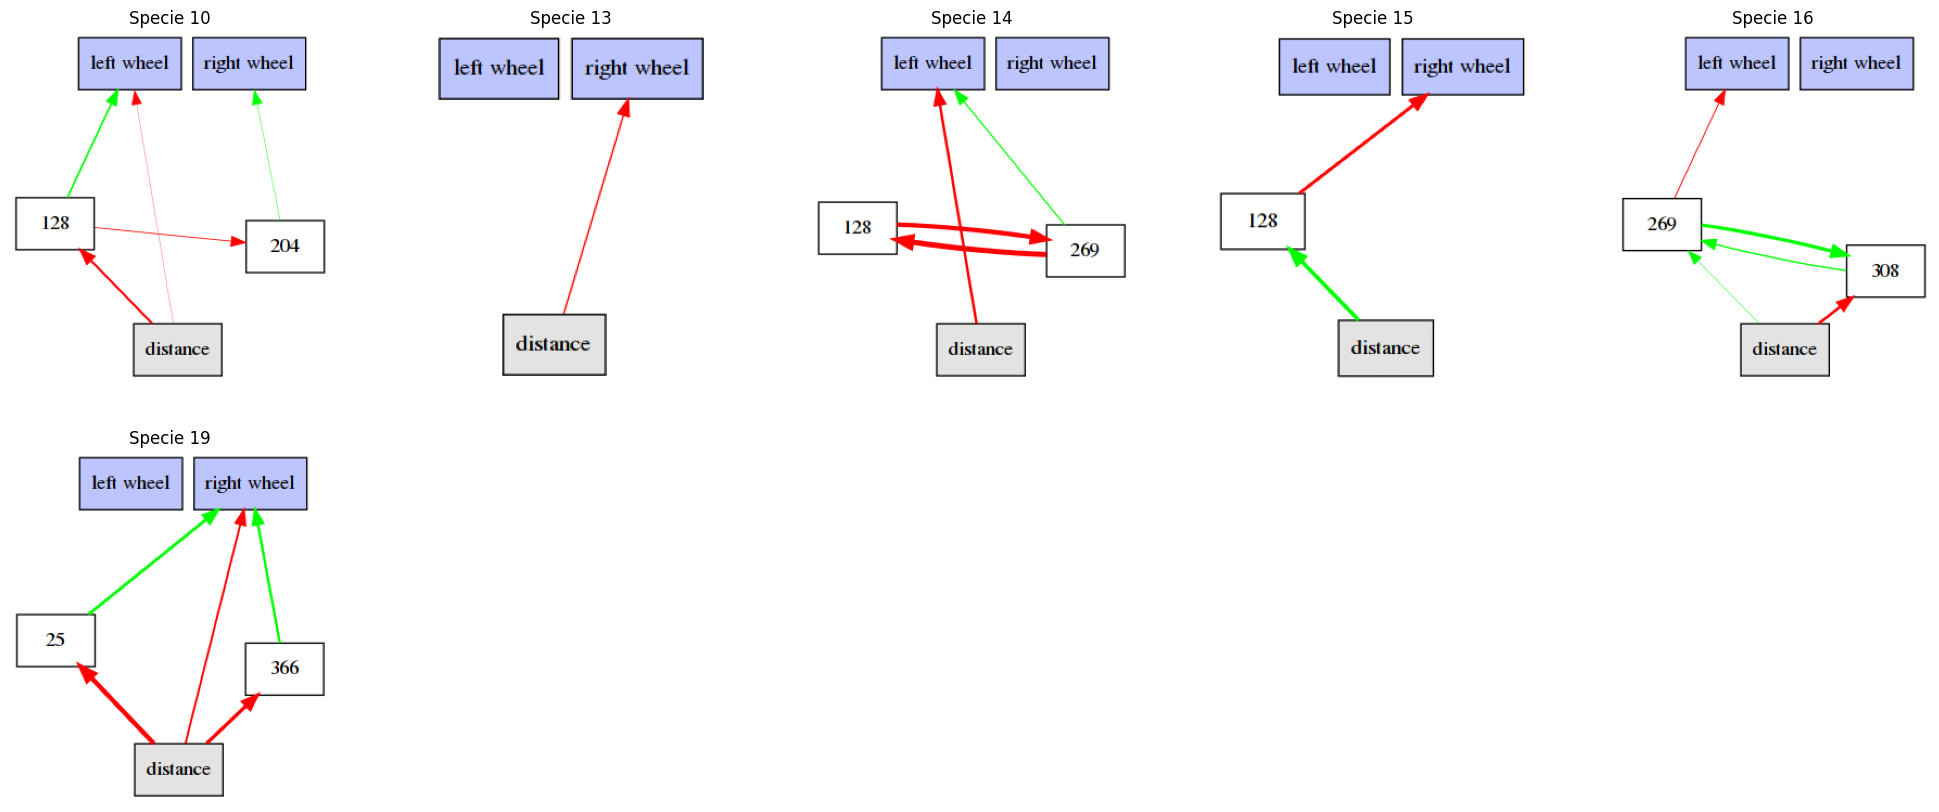 Specie 10
left wheel
right wheel
128
204
distance
Specie 13
left wheel
right wheel
distance
Specie 14
left wheel
right wheel
128
269
distance
Specie 15
left wheel
right wheel
128
distance
Specie 16
left wheel
right wheel
269
308
distance
Specie 19
left wheel
right wheel
25
366
distance